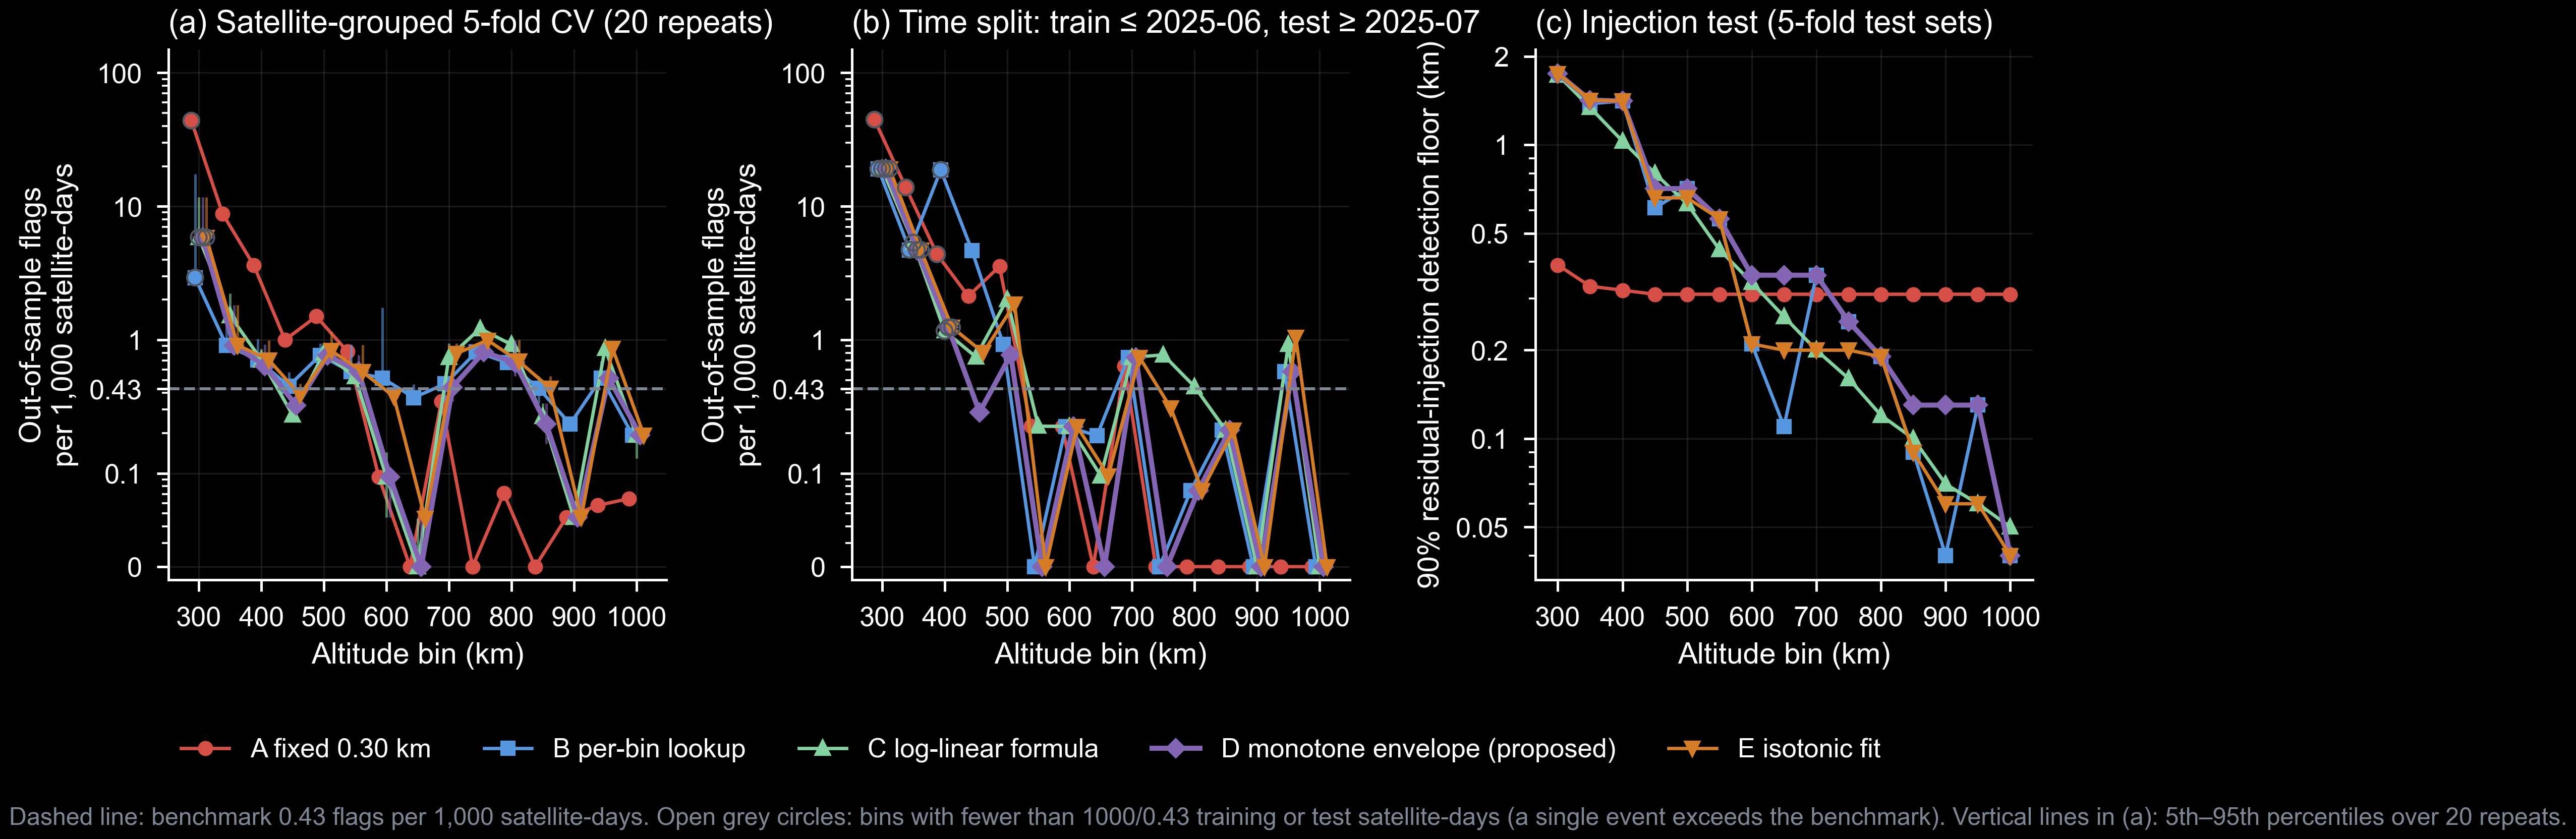 (a) Satellite-grouped 5-fold CV (20 repeats)
Out-of-sample flags
per 1,000 satellite-days
100
10
1
0.43
0.1
0
300 400 500 600 700 800 900 1000
Altitude bin (km)
(b) Time split: train ≤ 2025-06, test ≥ 2025-07
Out-of-sample flags
per 1,000 satellite-days
100
10
1
0.43
0.1
0
300 400 500 600 700 800 900 1000
Altitude bin (km)
(c) Injection test (5-fold test sets)
90% residual-injection detection floor (km)
2
1
0.5
0.2
0.1
0.05
300 400 500 600 700 800 900 1000
Altitude bin (km)
A fixed 0.30 km
B per-bin lookup
C log-linear formula
D monotone envelope (proposed)
E isotonic fit
Dashed line: benchmark 0.43 flags per 1,000 satellite-days. Open grey circles: bins with fewer than 1000/0.43 training or test satellite-days (a single event exceeds the benchmark). Vertical lines in (a): 5th–95th percentiles over 20 repeats.